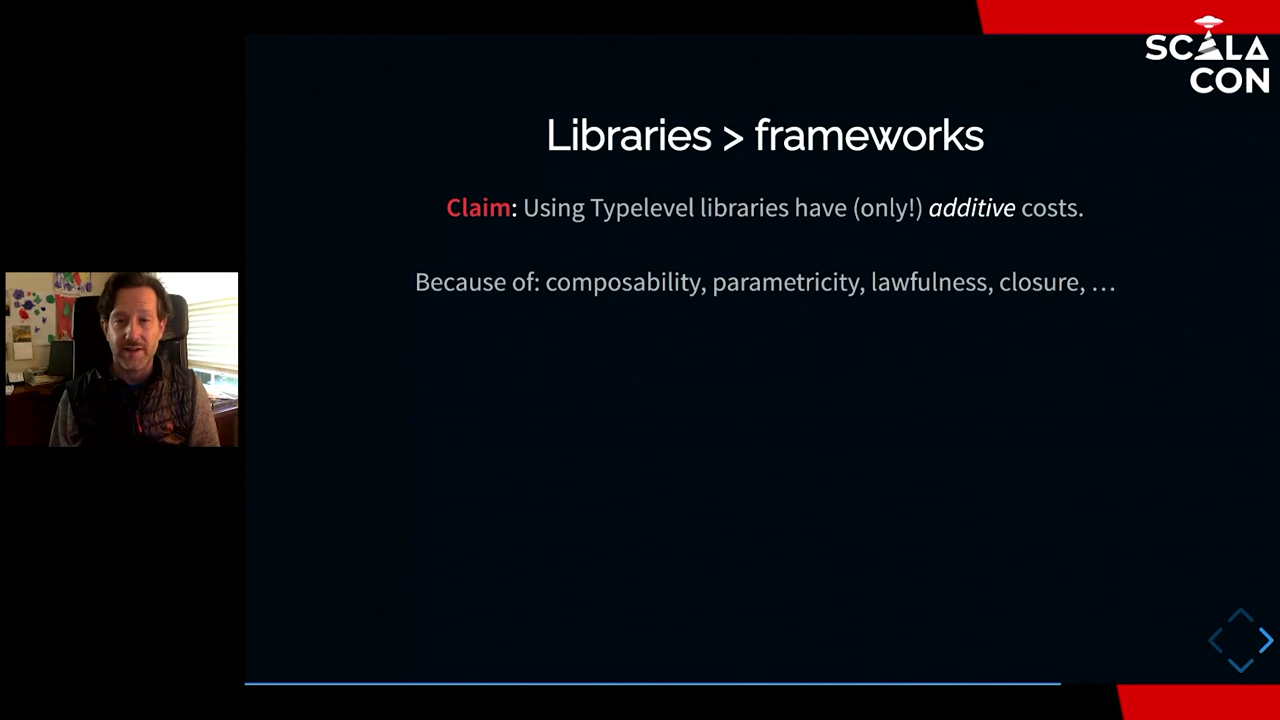 SCALA
CON
Libraries > frameworks
Claim: Using Typelevel libraries have (only!) additive costs.
Because of: composability, parametricity, lawfulness, closure, …